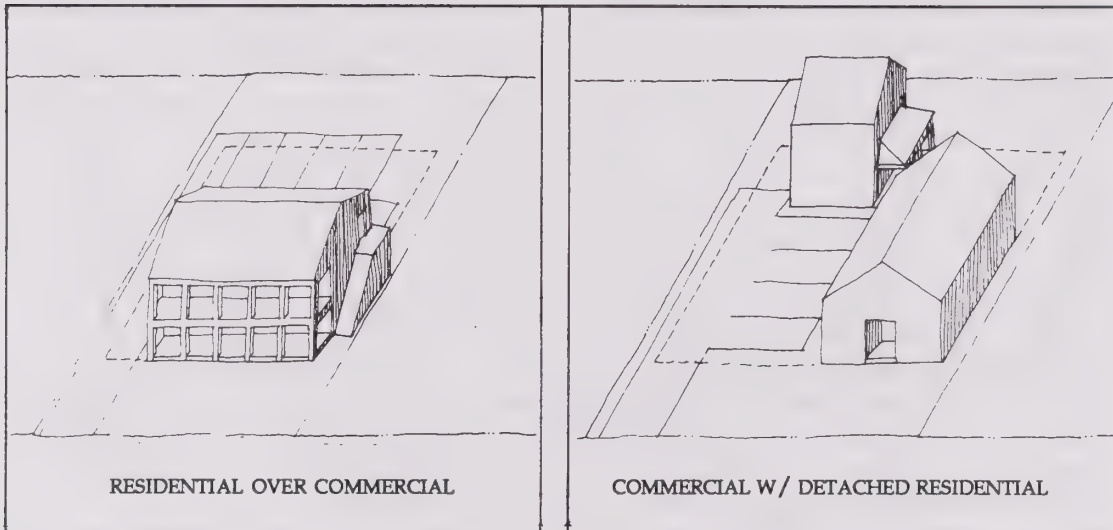 RESIDENTIAL OVER COMMERCIAL
COMMERCIAL W/ DETACHED RESIDENTIAL